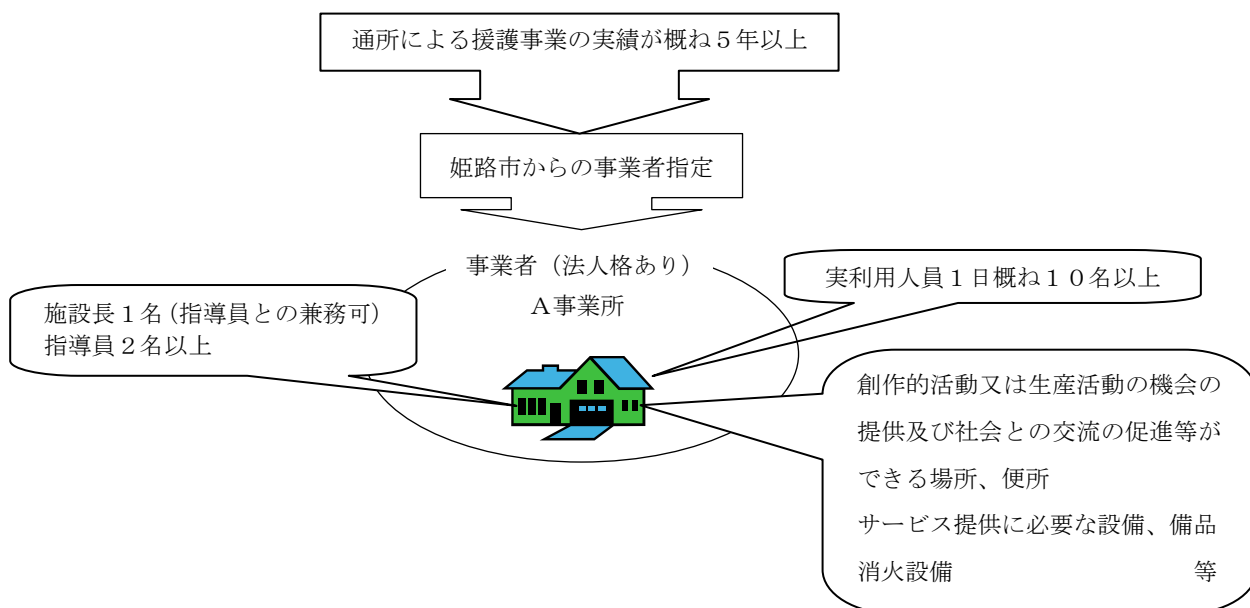 通所による援護事業の実績が概ね５年以上
姫路市からの事業者指定
事業者（法人格あり）
Ａ事業所
実利用人員１日概ね１０名以上
施設長１名（指導員との兼務可）
指導員２名以上
創作的活動又は生産活動の機会の
提供及び社会との交流の促進等が
できる場所、便所
サービス提供に必要な設備、備品
消火設備　　　　　　　　　　　等